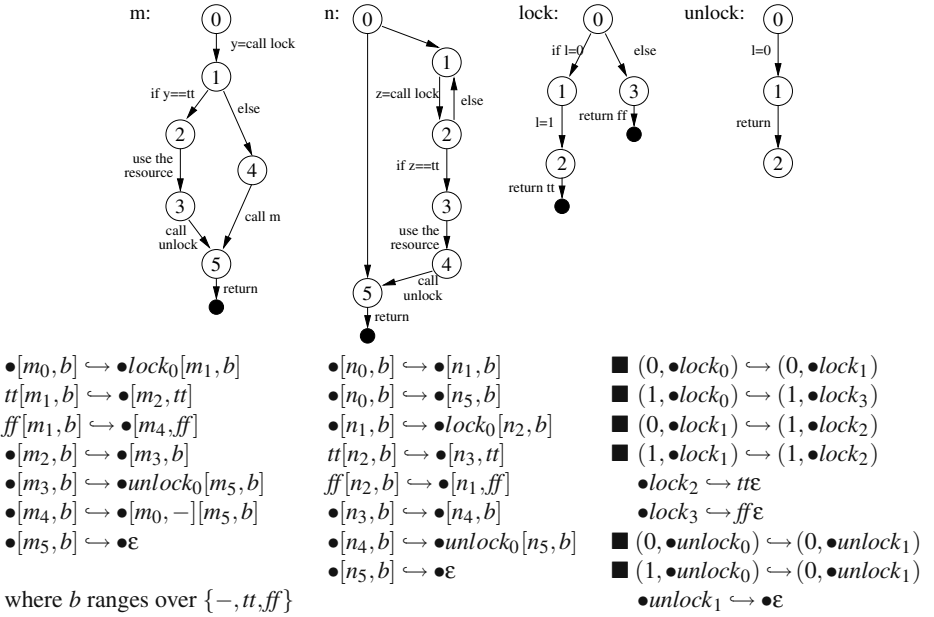 m:
0
y=call lock
1
if y==tt
else
2
use the
resource
4
3
call
unlock
call m
5
return
n:
0
1
z=call lock
else
2
if z==tt
3
use the
resource
4
call
unlock
5
return
lock:
0
if l=0
else
1
3
l=1
return ff
2
return tt
unlock:
0
l=0
1
return
2
•[m₀,b] ↪ •lock₀[m₁,b]
tt[m₁,b] ↪ •[m₂,tt]
ff[m₁,b] ↪ •[m₄,ff]
•[m₂,b] ↪ •[m₃,b]
•[m₃,b] ↪ •unlock₀[m₅,b]
•[m₄,b] ↪ •[m₀,−][m₅,b]
•[m₅,b] ↪ •ε
where b ranges over {−,tt,ff}
•[n₀,b] ↪ •[n₁,b]
•[n₀,b] ↪ •[n₅,b]
•[n₁,b] ↪ •lock₀[n₂,b]
tt[n₂,b] ↪ •[n₃,tt]
ff[n₂,b] ↪ •[n₁,ff]
•[n₃,b] ↪ •[n₄,b]
•[n₄,b] ↪ •unlock₀[n₅,b]
•[n₅,b] ↪ •ε
■ (0,•lock₀) ↪ (0,•lock₁)
■ (1,•lock₀) ↪ (1,•lock₃)
■ (0,•lock₁) ↪ (1,•lock₂)
■ (1,•lock₁) ↪ (1,•lock₂)
•lock₂ ↪ ttε
•lock₃ ↪ ffε
■ (0,•unlock₀) ↪ (0,•unlock₁)
■ (1,•unlock₀) ↪ (0,•unlock₁)
•unlock₁ ↪ •ε